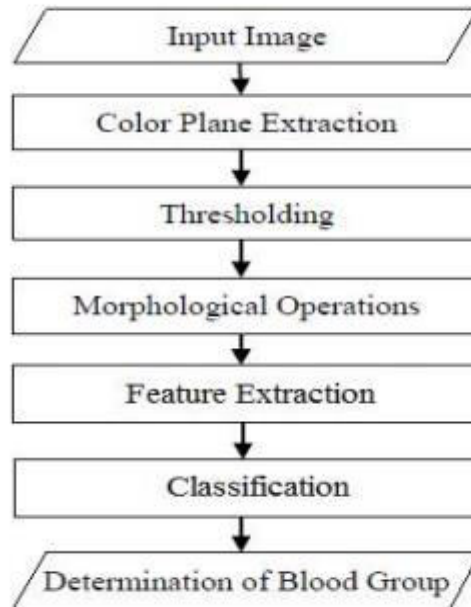 Input Image
Color Plane Extraction
Thresholding
Morphological Operations
Feature Extraction
Classification
Determination of Blood Group